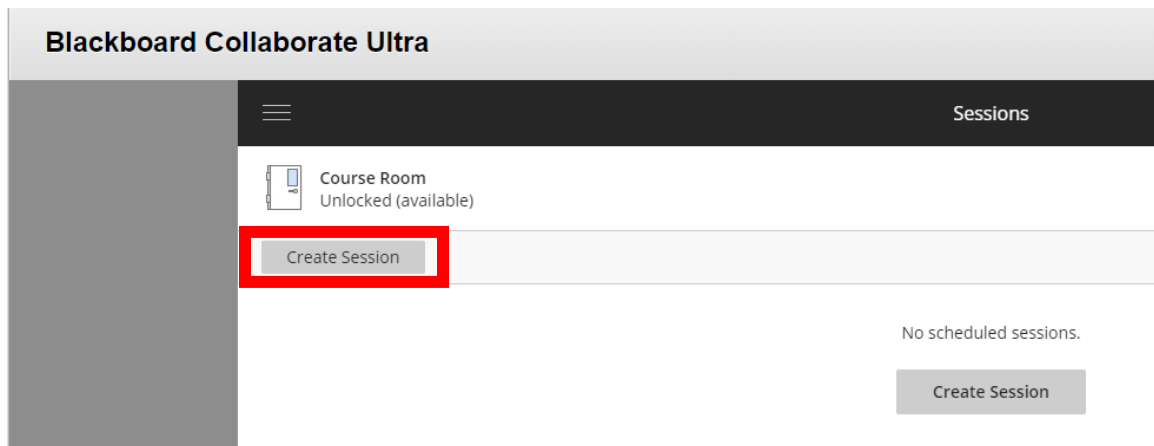 Blackboard Collaborate Ultra
Sessions
Course Room
Unlocked (available)
Create Session
No scheduled sessions.
Create Session